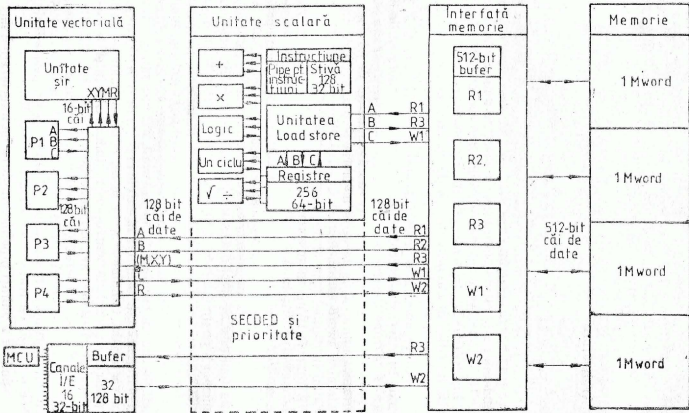 Unitate vectorială
Unitate
șir
XYMR
16-bit
căi
P1
A
B
C
P2
128 bit
căi
P3
P4
Unitate scalară
+
×
Logic
Un ciclu
√ ÷
Instrucțiune
Pipe pt
instruc-
țiuni
Stivă
128
32 bit
Unitatea
Load store
A B C
Registre
256
64-bit
A
B
C
R1
R3
W1
128 bit
căi de
date
128 bit
căi de
date
A
B
(M,X,Y)
C
R
R1
R2
R3
W1
W2
SECDED și
prioritate
R3
W2
MCU
Canale
I/E
16
32-bit
Bufer
32
128 bit
Interfață
memorie
512-bit
bufer
R1
R2
R3
W1
W2
512-bit
căi de
date
Memorie
1 Mword
1 Mword
1 Mword
1 Mword